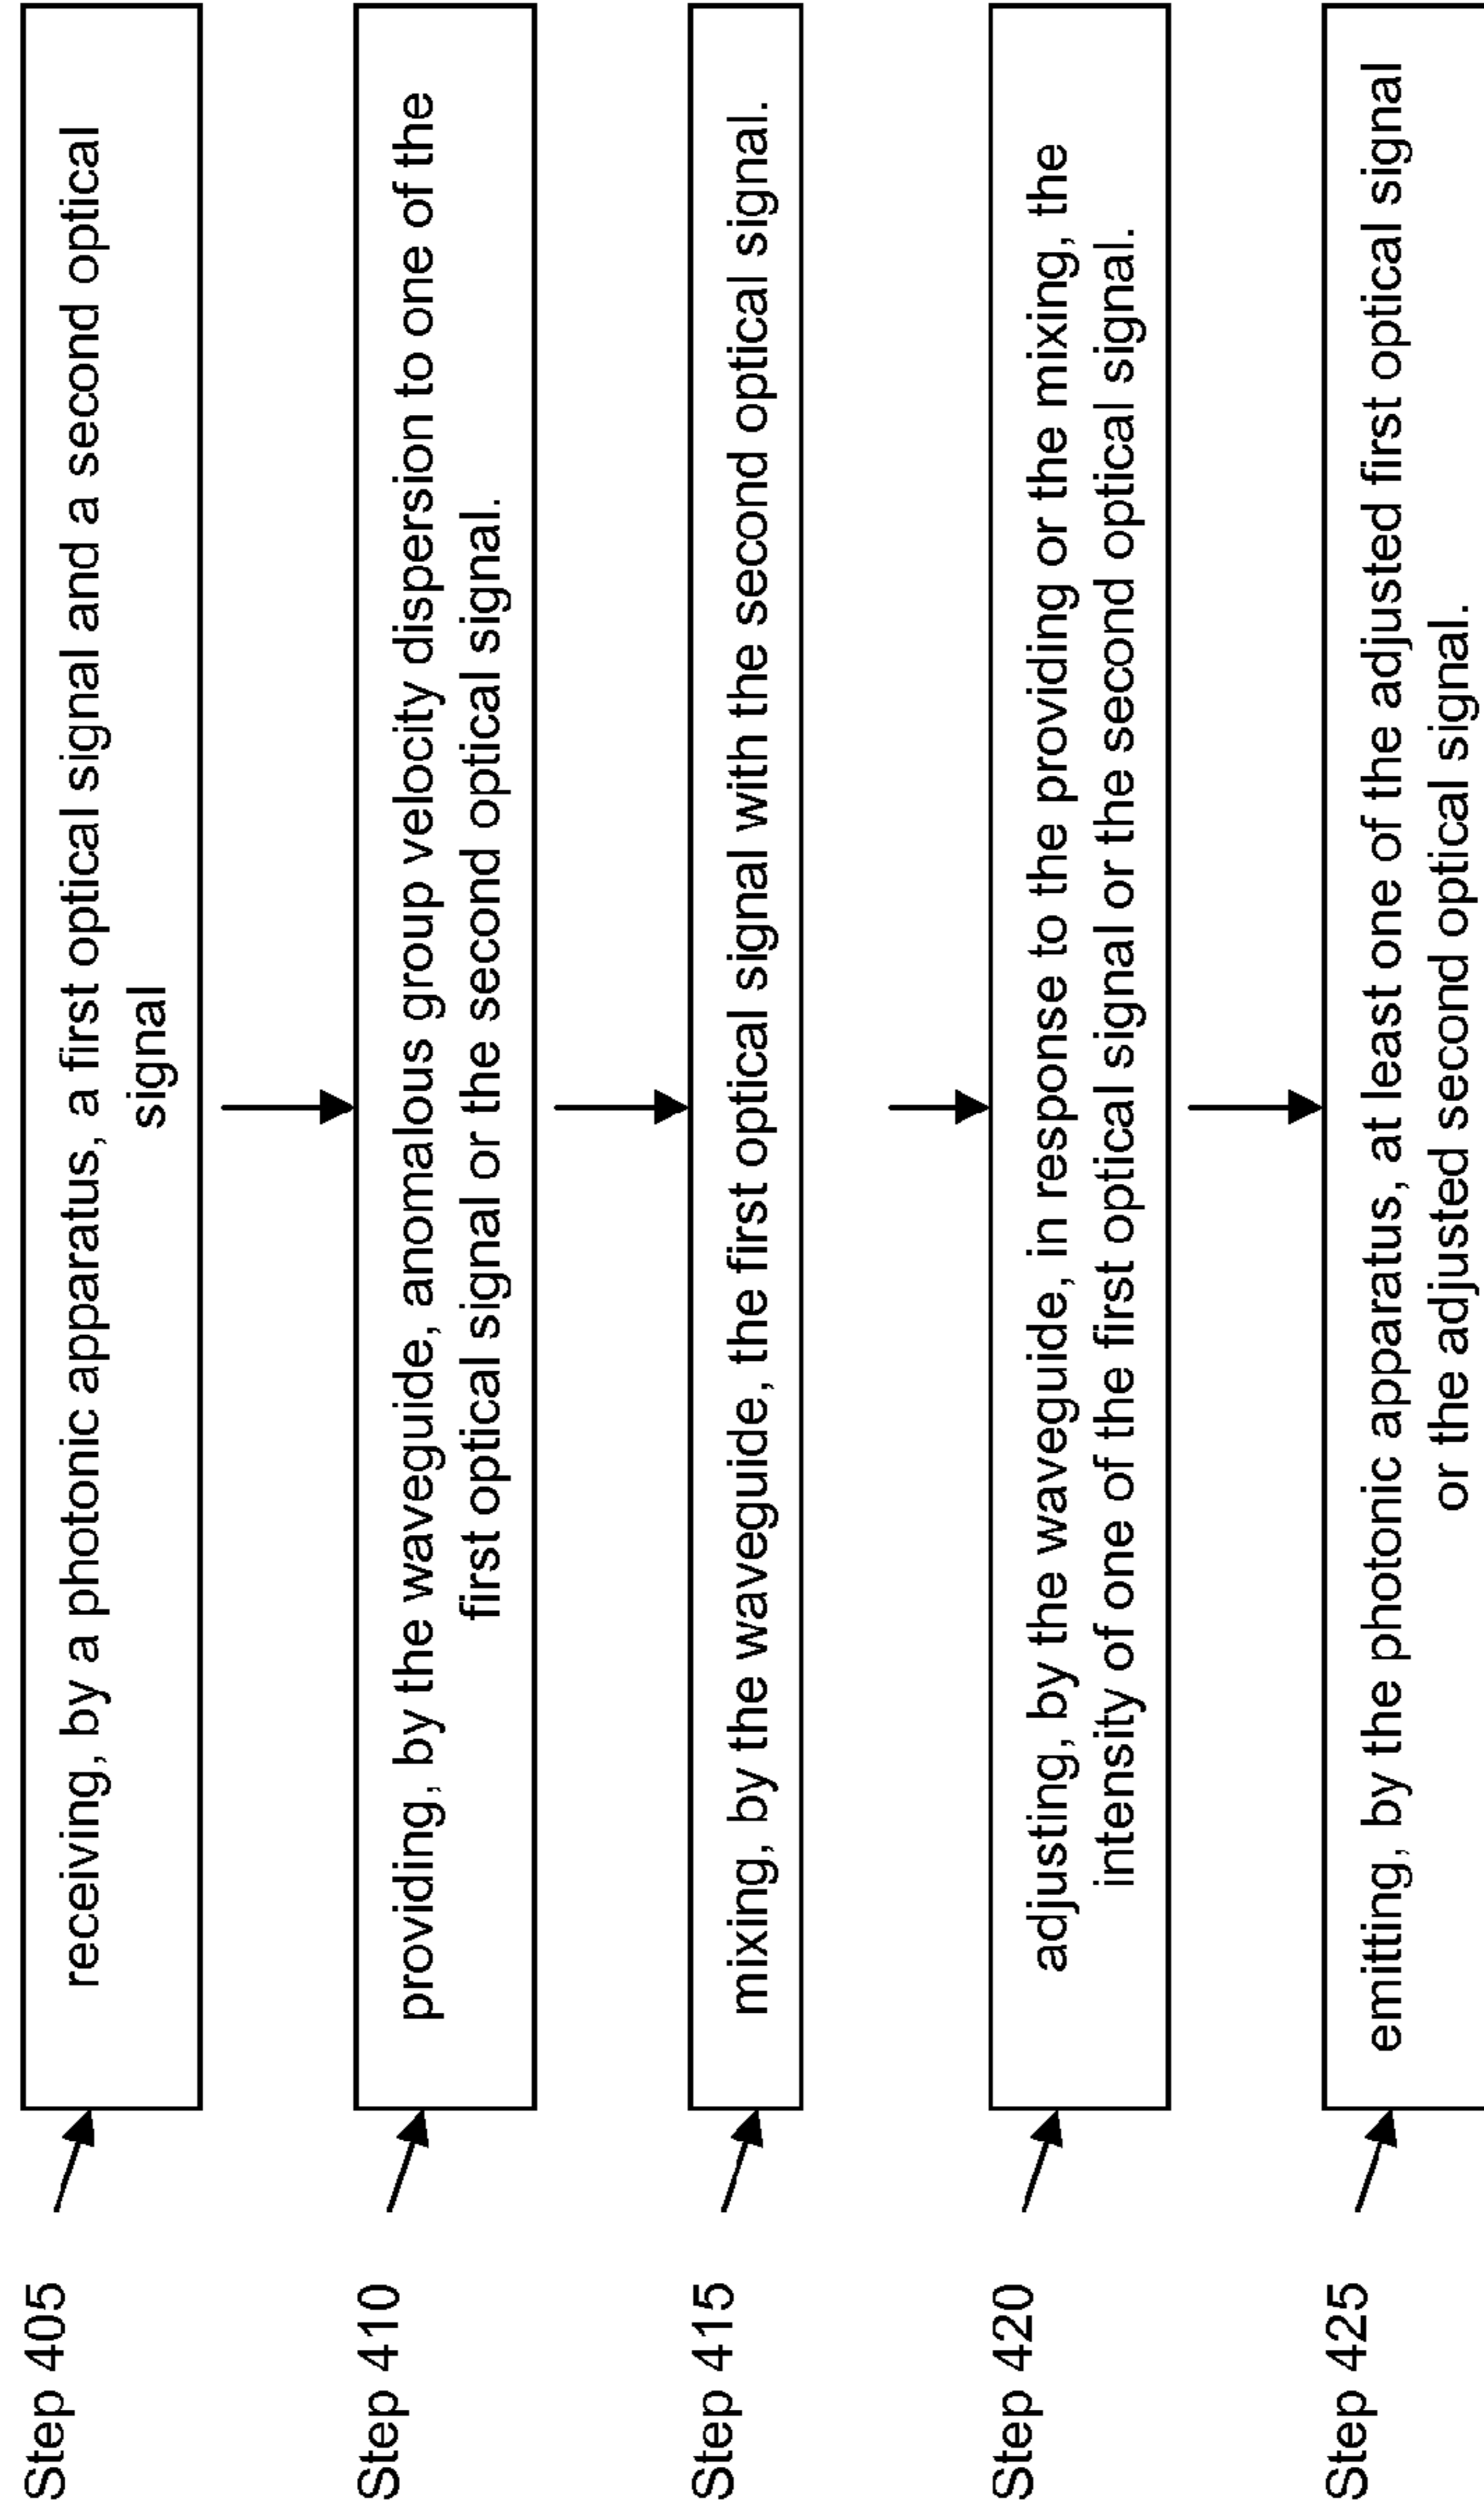 Step 405
receiving, by a photonic apparatus, a first optical signal and a second optical
signal
Step 410
providing, by the waveguide, anomalous group velocity dispersion to one of the
first optical signal or the second optical signal.
Step 415
mixing, by the waveguide, the first optical signal with the second optical signal.
Step 420
adjusting, by the waveguide, in response to the providing or the mixing, the
intensity of one of the first optical signal or the second optical signal.
Step 425
emitting, by the photonic apparatus, at least one of the adjusted first optical signal
or the adjusted second optical signal.